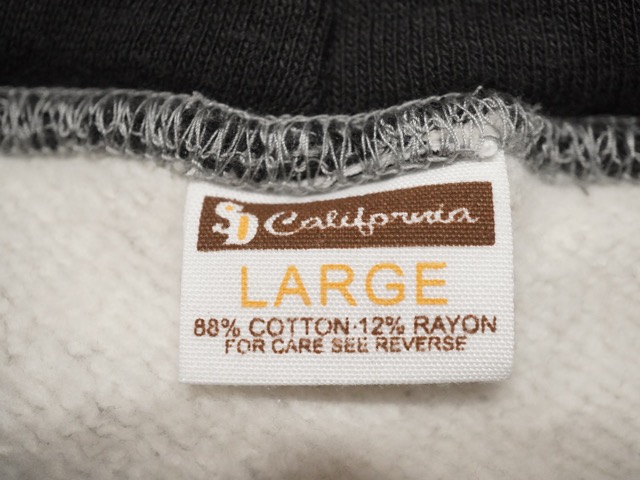 SD California
LARGE
88% COTTON·12% RAYON
FOR CARE SEE REVERSE